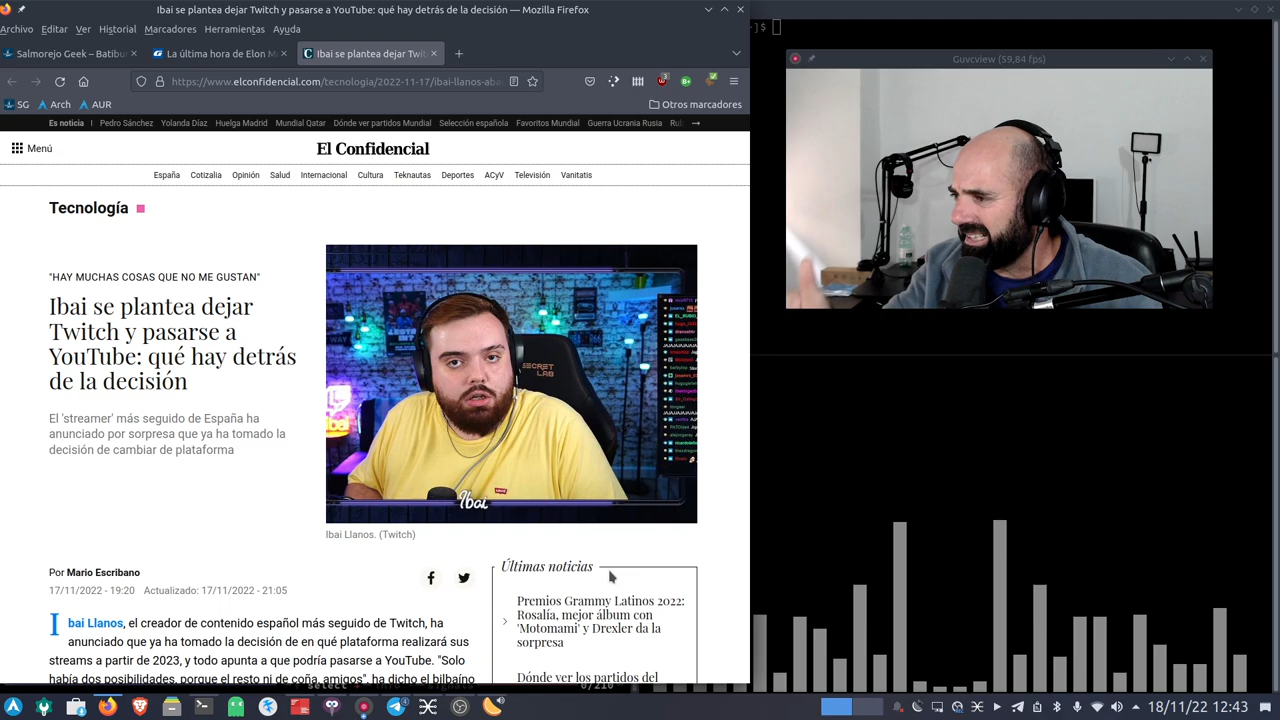 Ibai se plantea dejar Twitch y pasarse a YouTube: qué hay detrás de la decisión — Mozilla Firefox
Archivo Editar Ver Historial Marcadores Herramientas Ayuda
Salmorejo Geek – Batibur
La última hora de Elon M
Ibai se plantea dejar Twit
https://www.elconfidencial.com/tecnologia/2022-11-17/ibai-llanos-aba
SG Arch AUR
Otros marcadores
Es noticia Pedro Sánchez Yolanda Díaz Huelga Madrid Mundial Qatar Dónde ver partidos Mundial Selección española Favoritos Mundial Guerra Ucrania Rusia
Menú
El Confidencial
España Cotizalia Opinión Salud Internacional Cultura Teknautas Deportes ACyV Televisión Vanitatis
Tecnología
"HAY MUCHAS COSAS QUE NO ME GUSTAN"
Ibai se plantea dejar
Twitch y pasarse a
YouTube: qué hay detrás
de la decisión
El 'streamer' más seguido de España ha
anunciado por sorpresa que ya ha tomado la
decisión de cambiar de plataforma
SECRET
LAB
Ibai
Ibai Llanos. (Twitch)
Por Mario Escribano
17/11/2022 - 19:20 Actualizado: 17/11/2022 - 21:05
Ibai Llanos, el creador de contenido español más seguido de Twitch, ha
anunciado que ya ha tomado la decisión de en qué plataforma realizará sus
streams a partir de 2023, y todo apunta a que podría pasarse a YouTube. "Solo
había dos posibilidades, porque el resto ni de coña, amigos", ha dicho el bilbaíno
Últimas noticias
Premios Grammy Latinos 2022:
Rosalía, mejor álbum con
'Motomami' y Drexler da la
sorpresa
Dónde ver los partidos del
]$
Guvcview (59,84 fps)
18/11/22 12:43